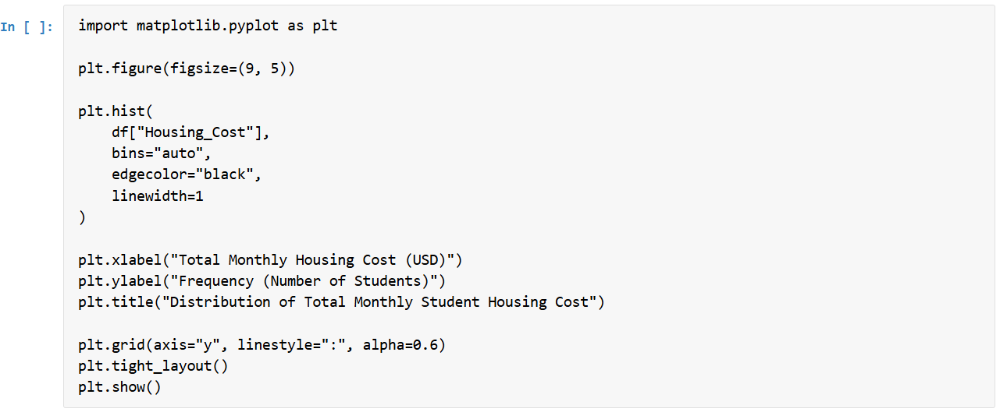 In [ ]:
import matplotlib.pyplot as plt
plt.figure(figsize=(9, 5))
plt.hist(
    df["Housing_Cost"],
    bins="auto",
    edgecolor="black",
    linewidth=1
)
plt.xlabel("Total Monthly Housing Cost (USD)")
plt.ylabel("Frequency (Number of Students)")
plt.title("Distribution of Total Monthly Student Housing Cost")
plt.grid(axis="y", linestyle=":", alpha=0.6)
plt.tight_layout()
plt.show()